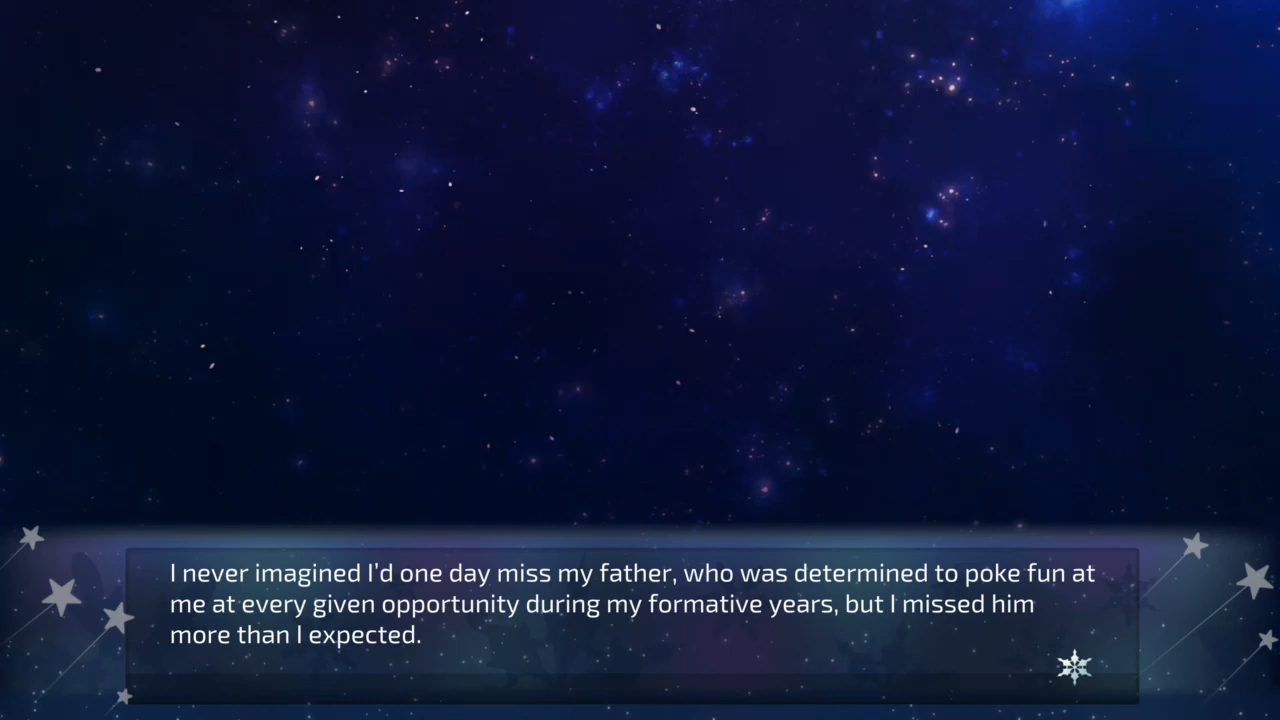 I never imagined I'd one day miss my father, who was determined to poke fun at
me at every given opportunity during my formative years, but I missed him
more than I expected.